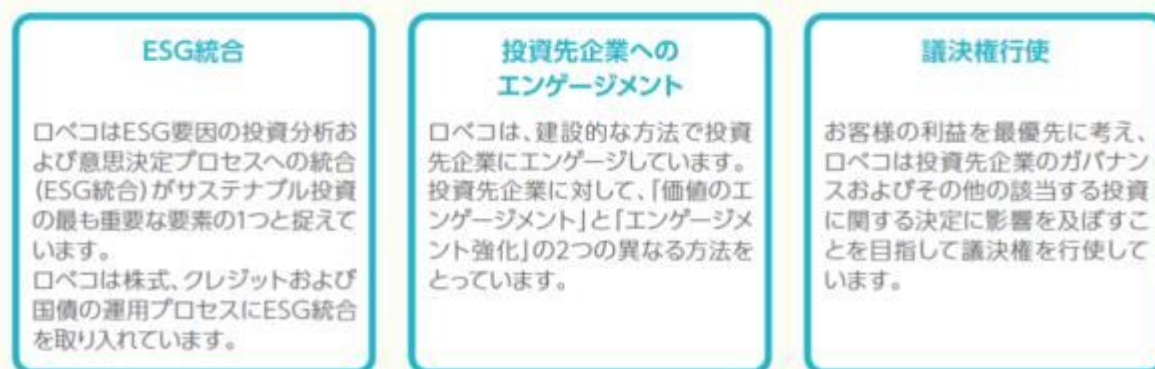 ESG統合
ロベコはESG要因の投資分析お
よび意思決定プロセスへの統合
(ESG統合)がサステナブル投資
の最も重要な要素の1つと捉えて
います。
ロベコは株式、クレジットおよび
国債の運用プロセスにESG統合
を取り入れています。
投資先企業への
エンゲージメント
ロベコは、建設的な方法で投資
先企業にエンゲージしています。
投資先企業に対して、「価値のエ
ンゲージメント」と「エンゲージメ
ント強化」の2つの異なる方法を
とっています。
議決権行使
お客様の利益を最優先に考え、
ロベコは投資先企業のガバナン
スおよびその他の該当する投資
に関する決定に影響を及ぼすこ
とを目指して議決権を行使して
います。